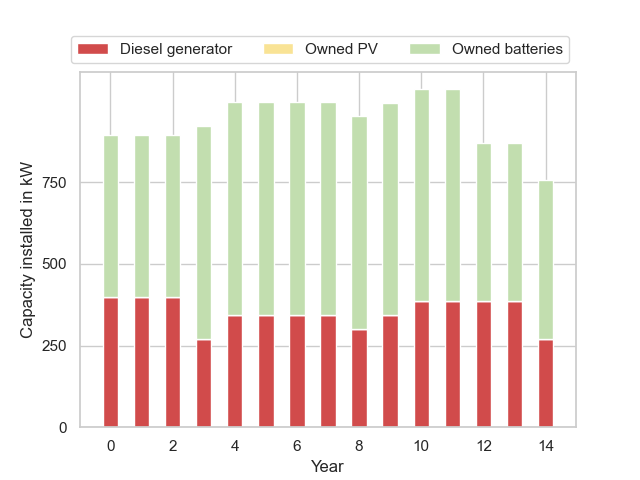 Diesel generator Owned PV Owned batteries
Capacity installed in kW
750
500
250
0
0 2 4 6 8 10 12 14
Year